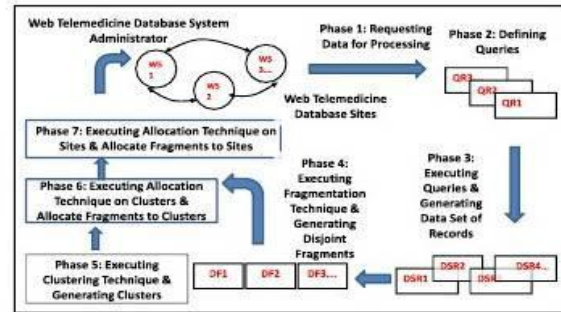 Web Telemedicine Database System
Administrator
WS
1
WS
2
WS
3...
Phase 1: Requesting
Data for Processing
Phase 2: Defining
Queries
QR3
QR2
QR1
Web Telemedicine
Database Sites
Phase 7: Executing Allocation Technique on
Sites & Allocate Fragments to Sites
Phase 6: Executing Allocation
Technique on Clusters &
Allocate Fragments to Clusters
Phase 5: Executing
Clustering Technique &
Generating Clusters
Phase 4:
Executing
Fragmentation
Technique &
Generating
Disjoint
Fragments
DF1
DF2
DF3...
Phase 3:
Executing
Queries &
Generating
Data Set of
Records
DSR1
DSR2
DSR
DSR4..